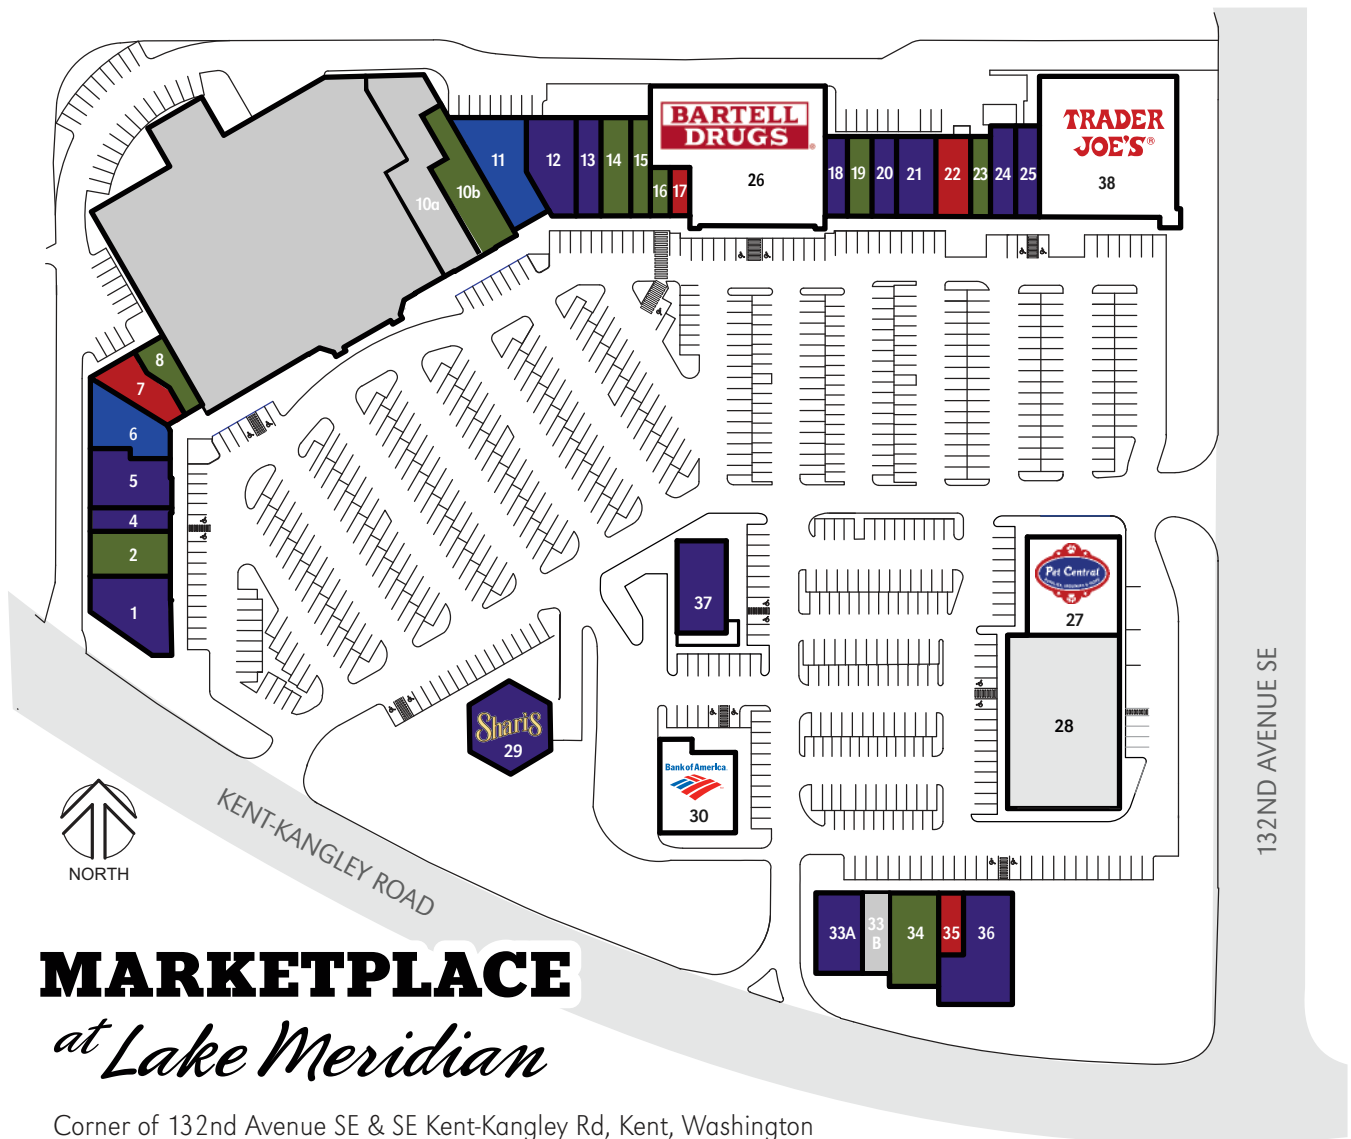 BARTELL
DRUGS
26
TRADER
JOE'S®
38
10a
10b
11
12
13
14
15
16
17
18
19
20
21
22
23
24
25
8
7
6
5
4
2
1
37
Pet Central
27
28
Shari's
29
Bank of America
30
33A
33
B
34
35
36
132ND AVENUE SE
KENT-KANGLEY ROAD
NORTH
MARKETPLACE
at Lake Meridian
Corner of 132nd Avenue SE & SE Kent-Kangley Rd, Kent, Washington